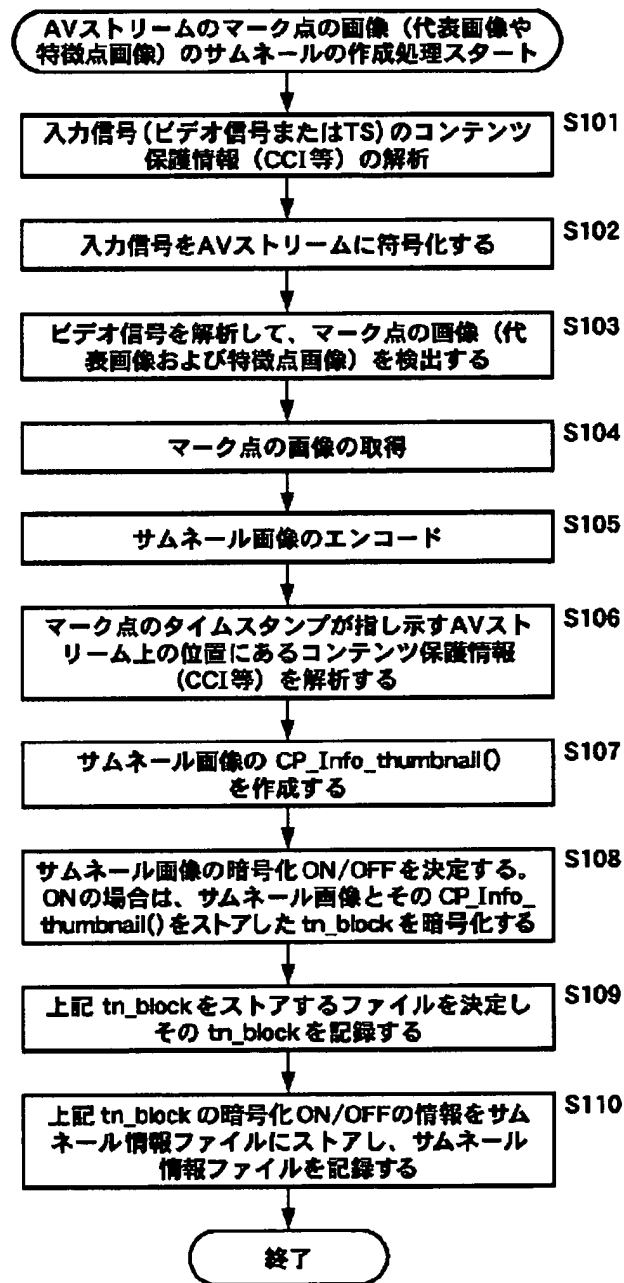 AVストリームのマーク点の画像(代表画像や
特徴点画像)のサムネールの作成処理スタート
入力信号(ビデオ信号またはTS)のコンテンツ
保護情報(CCI等)の解析
S101
入力信号をAVストリームに符号化する
S102
ビデオ信号を解析して、マーク点の画像(代
表画像および特徴点画像)を検出する
S103
マーク点の画像の取得
S104
サムネール画像のエンコード
S105
マーク点のタイムスタンプが指し示すAVスト
リーム上の位置にあるコンテンツ保護情報
(CCI等)を解析する
S106
サムネール画像の CP_Info_thumbnail()
を作成する
S107
サムネール画像の暗号化ON/OFFを決定する。
ONの場合は、サムネール画像とその CP_Info_
thumbnail()をストアした tn_block を暗号化する
S108
上記 tn_block をストアするファイルを決定し
その tn_block を記録する
S109
上記 tn_block の暗号化ON/OFFの情報をサム
ネール情報ファイルにストアし、サムネール
情報ファイルを記録する
S110
終了